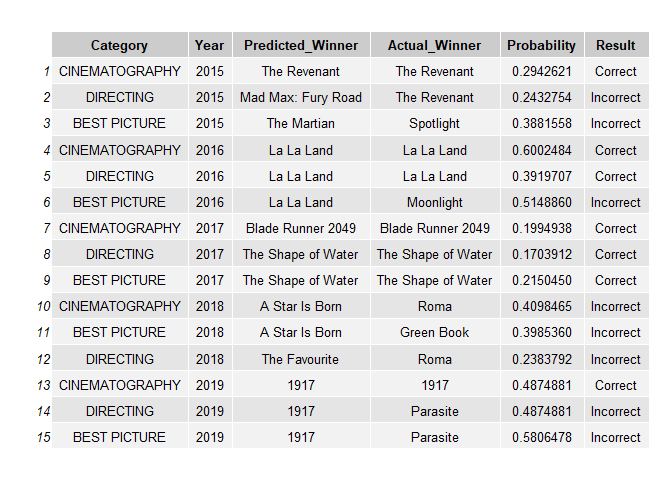 Category Year Predicted_Winner Actual_Winner Probability Result
1 CINEMATOGRAPHY 2015 The Revenant The Revenant 0.2942621 Correct
2 DIRECTING 2015 Mad Max: Fury Road The Revenant 0.2432754 Incorrect
3 BEST PICTURE 2015 The Martian Spotlight 0.3881558 Incorrect
4 CINEMATOGRAPHY 2016 La La Land La La Land 0.6002484 Correct
5 DIRECTING 2016 La La Land La La Land 0.3919707 Correct
6 BEST PICTURE 2016 La La Land Moonlight 0.5148860 Incorrect
7 CINEMATOGRAPHY 2017 Blade Runner 2049 Blade Runner 2049 0.1994938 Correct
8 DIRECTING 2017 The Shape of Water The Shape of Water 0.1703912 Correct
9 BEST PICTURE 2017 The Shape of Water The Shape of Water 0.2150450 Correct
10 CINEMATOGRAPHY 2018 A Star Is Born Roma 0.4098465 Incorrect
11 BEST PICTURE 2018 A Star Is Born Green Book 0.3985360 Incorrect
12 DIRECTING 2018 The Favourite Roma 0.2383792 Incorrect
13 CINEMATOGRAPHY 2019 1917 1917 0.4874881 Correct
14 DIRECTING 2019 1917 Parasite 0.4874881 Incorrect
15 BEST PICTURE 2019 1917 Parasite 0.5806478 Incorrect